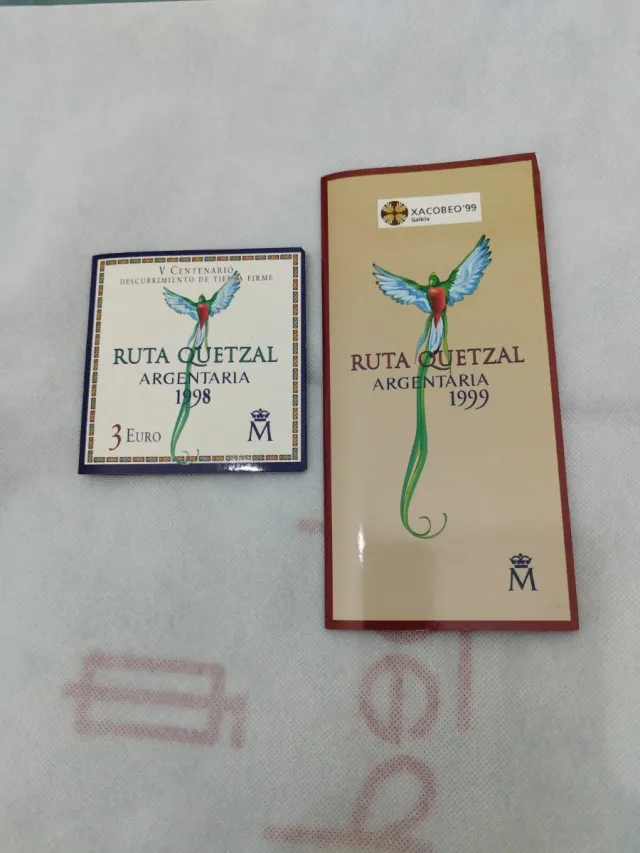 V CENTENARIO
DESCUBRIMIENTO DE TIERRA FIRME
RUTA QUETZAL
ARGENTARIA
1998
3 EURO
M
XACOBEO'99
Galicia
RUTA QUETZAL
ARGENTARIA
1999
M